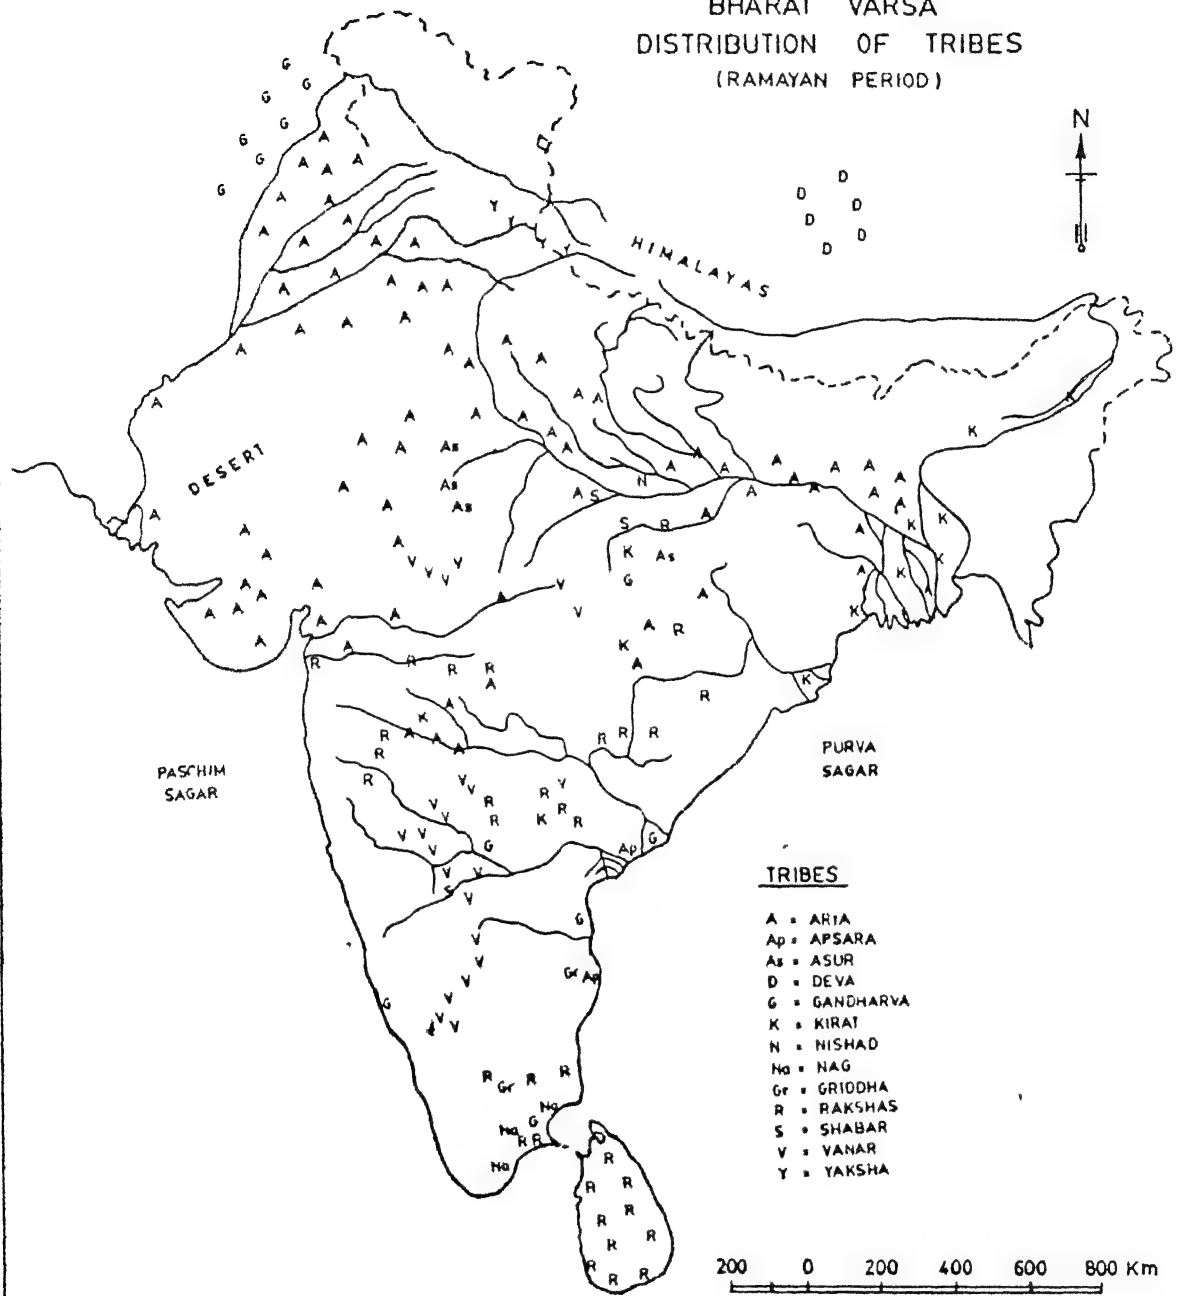 BHARAT VARSA
DISTRIBUTION OF TRIBES
(RAMAYAN PERIOD)
N
HIMALAYAS
DESERT
PASCHIM
SAGAR
PURVA
SAGAR
TRIBES
A = ARIA
Ap = APSARA
As = ASUR
D = DEVA
G = GANDHARVA
K = KIRAT
N = NISHAD
Na = NAG
Gr = GRIDDHA
R = RAKSHAS
S = SHABAR
V = VANAR
Y = YAKSHA
200 0 200 400 600 800 Km